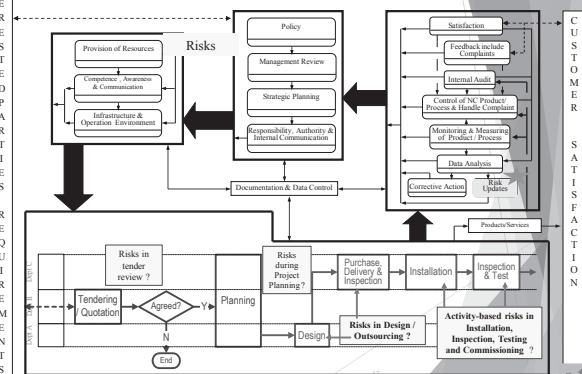 E
R
E
S
T
E
D
P
A
R
T
I
E
S
R
E
Q
U
I
R
E
M
E
N
T
S
Provision of Resources
Competence , Awareness
& Communication
Infrastructure &
Operation Environment
Risks
Policy
Management Review
Strategic Planning
Responsibility, Authority &
Internal Communication
Documentation & Data Control
Satisfaction
Feedback include
Complaints
Internal Audit
Control of NC Product/
Process & Handle Complaint
Monitoring & Measuring
of Product / Process
Data Analysis
Corrective Action
Risk
Updates
C
U
S
T
O
M
E
R
S
A
T
I
S
F
A
C
T
I
O
N
Products/Services
Dept C
Dept B
Dept A
Risks in
tender
review ?
Tendering
/ Quotation
Agreed?
Y
N
End
Planning
Risks
during
Project
Planning ?
Design
Purchase,
Delivery &
Inspection
Installation
Inspection
& Test
Risks in Design /
Outsourcing ?
Activity-based risks in
Installation,
Inspection, Testing
and Commissioning ?